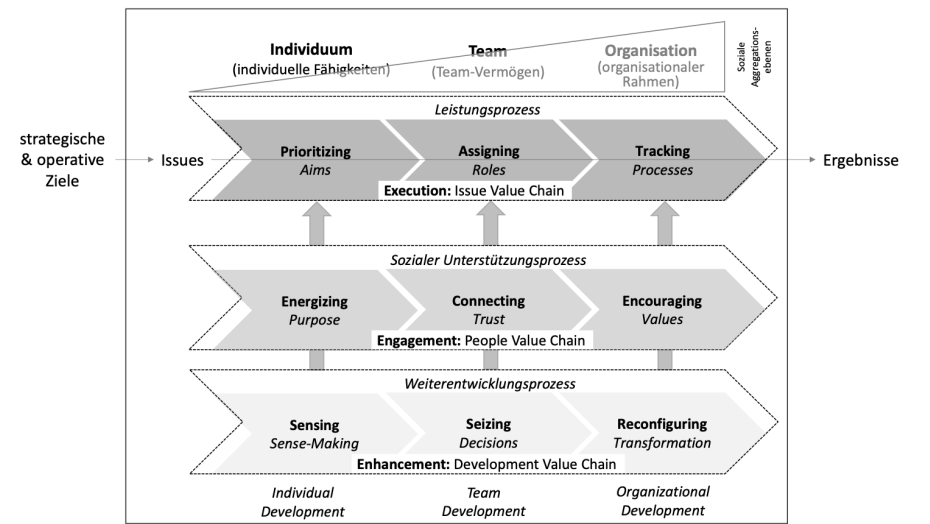 Individuum
(individuelle Fähigkeiten)
Team
(Team-Vermögen)
Organisation
(organisationaler
Rahmen)
Soziale
Aggregations-
ebenen
Leistungsprozess
strategische
& operative
Ziele
Issues
Prioritizing
Aims
Assigning
Roles
Tracking
Processes
Ergebnisse
Execution: Issue Value Chain
Sozialer Unterstützungsprozess
Energizing
Purpose
Connecting
Trust
Encouraging
Values
Engagement: People Value Chain
Weiterentwicklungsprozess
Sensing
Sense-Making
Seizing
Decisions
Reconfiguring
Transformation
Enhancement: Development Value Chain
Individual
Development
Team
Development
Organizational
Development